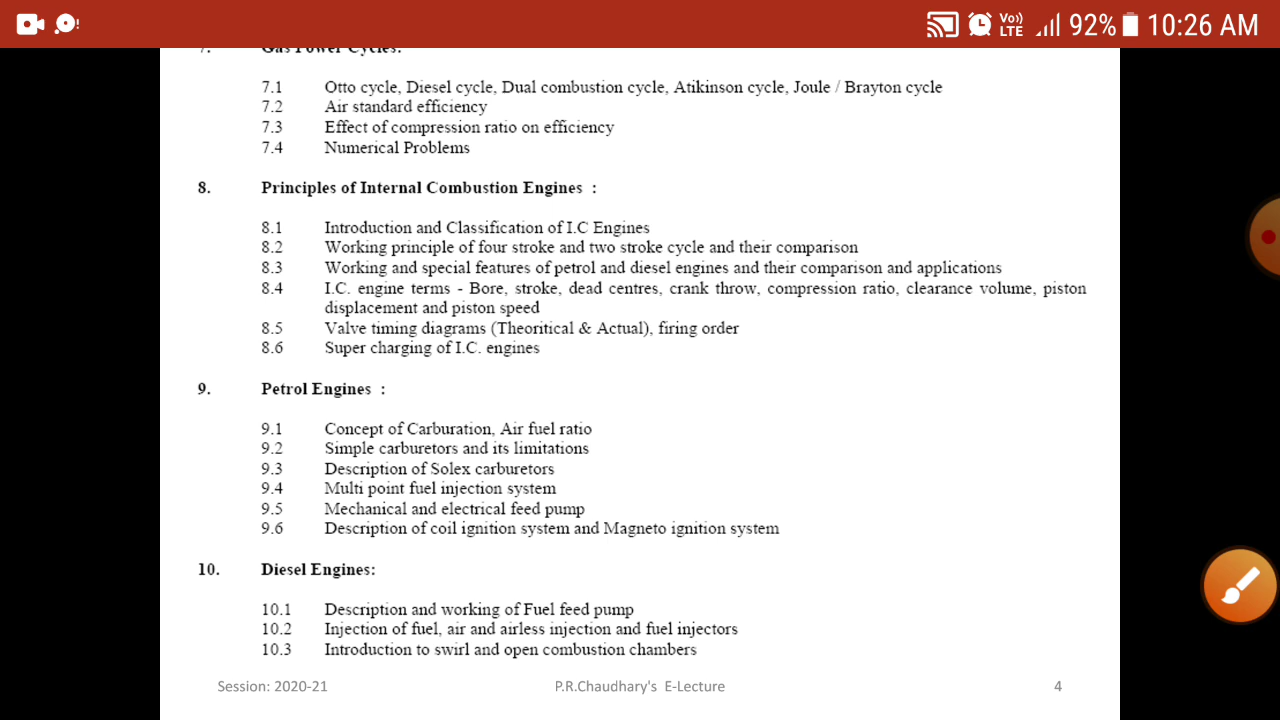 Vo))
LTE 92% 10:26 AM
7. Gas Power Cycles:
7.1 Otto cycle, Diesel cycle, Dual combustion cycle, Atikinson cycle, Joule / Brayton cycle
7.2 Air standard efficiency
7.3 Effect of compression ratio on efficiency
7.4 Numerical Problems
8. Principles of Internal Combustion Engines :
8.1 Introduction and Classification of I.C Engines
8.2 Working principle of four stroke and two stroke cycle and their comparison
8.3 Working and special features of petrol and diesel engines and their comparison and applications
8.4 I.C. engine terms - Bore, stroke, dead centres, crank throw, compression ratio, clearance volume, piston
displacement and piston speed
8.5 Valve timing diagrams (Theoritical & Actual), firing order
8.6 Super charging of I.C. engines
9. Petrol Engines :
9.1 Concept of Carburation, Air fuel ratio
9.2 Simple carburetors and its limitations
9.3 Description of Solex carburetors
9.4 Multi point fuel injection system
9.5 Mechanical and electrical feed pump
9.6 Description of coil ignition system and Magneto ignition system
10. Diesel Engines:
10.1 Description and working of Fuel feed pump
10.2 Injection of fuel, air and airless injection and fuel injectors
10.3 Introduction to swirl and open combustion chambers
Session: 2020-21 P.R.Chaudhary's E-Lecture 4